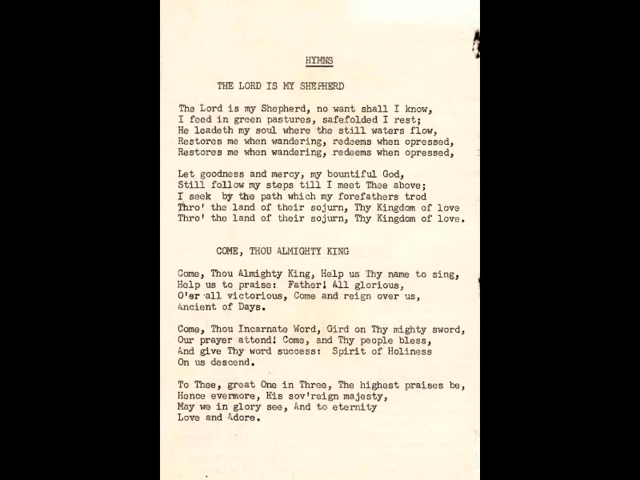 HYMNS
THE LORD IS MY SHEPHERD
The Lord is my Shepherd, no want shall I know,
I feed in green pastures, safefolded I rest;
He leadeth my soul where the still waters flow,
Restores me when wandering, redeems when opressed,
Restores me when wandering, redeems when opressed,
Let goodness and mercy, my bountiful God,
Still follow my steps till I meet Thee above;
I seek by the path which my forefathers trod
Thro' the land of their sojurn, Thy Kingdom of love
Thro' the land of their sojurn, Thy Kingdom of love.
COME, THOU ALMIGHTY KING
Come, Thou Almighty King, Help us Thy name to sing,
Help us to praise: Father! All glorious,
O'er all victorious, Come and reign over us,
Ancient of Days.
Come, Thou Incarnate Word, Gird on Thy mighty sword,
Our prayer attend! Come, and Thy people bless,
And give Thy word success: Spirit of Holiness
On us descend.
To Thee, great One in Three, The highest praises be,
Hence evermore, His sov'reign majesty,
May we in glory see, And to eternity
Love and Adore.